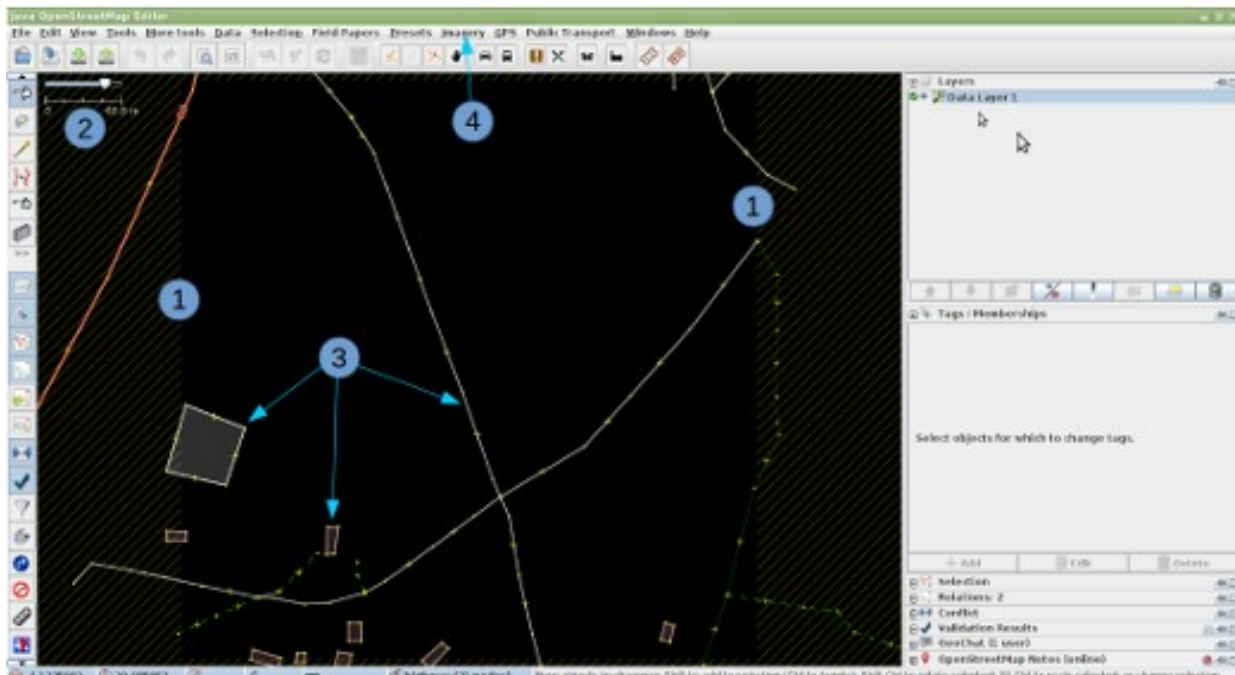 Java OpenStreetMap Editor
File Edit View Tools More tools Data Selection Field Papers Presets Imagery GPS Public Transport Windows Help
Layers
Data Layer 1
0
2
4
1
1
3
Tags / Memberships
Select objects for which to change tags.
Add Edit Delete
Selection
Relations: 2
Conflict
Validation Results
GeoChat (1 user)
OpenStreetMap Notes (online)